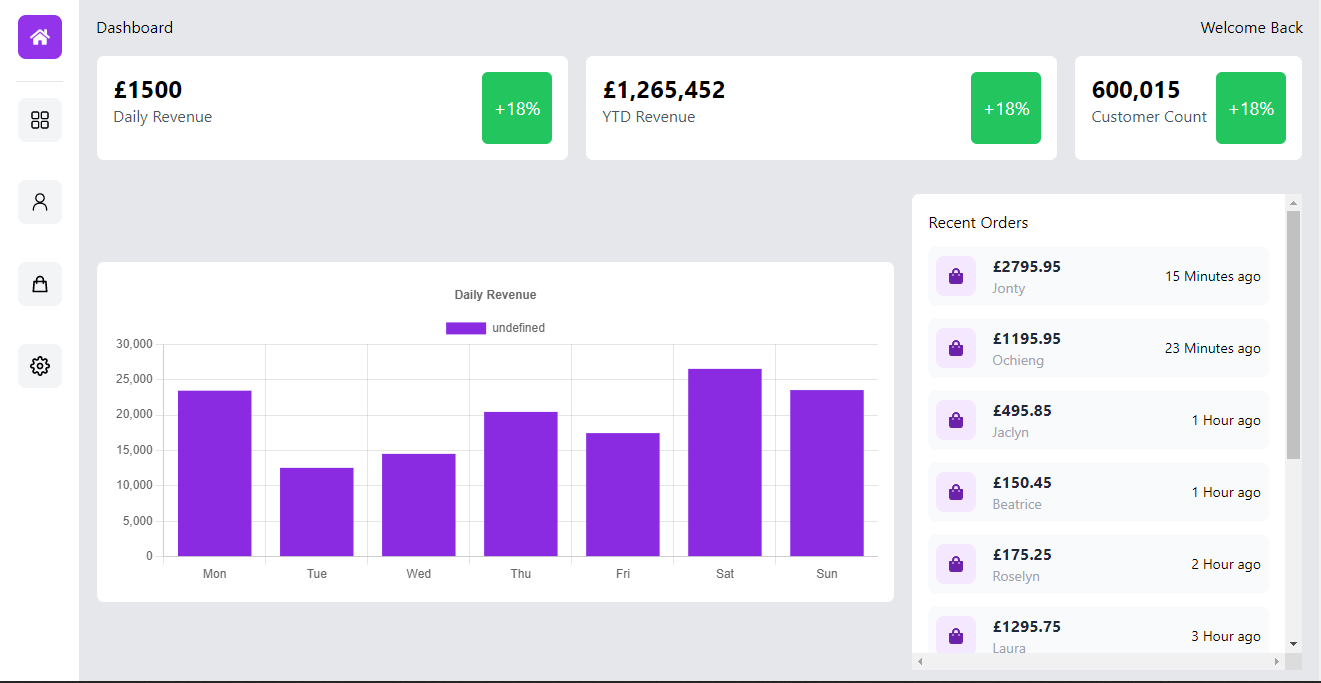 Dashboard
Welcome Back
£1500
Daily Revenue
+18%
£1,265,452
YTD Revenue
+18%
600,015
Customer Count
+18%
Daily Revenue
undefined
30,000
25,000
20,000
15,000
10,000
5,000
0
Mon Tue Wed Thu Fri Sat Sun
Recent Orders
£2795.95
Jonty
15 Minutes ago
£1195.95
Ochieng
23 Minutes ago
£495.85
Jaclyn
1 Hour ago
£150.45
Beatrice
1 Hour ago
£175.25
Roselyn
2 Hour ago
£1295.75
Laura
3 Hour ago